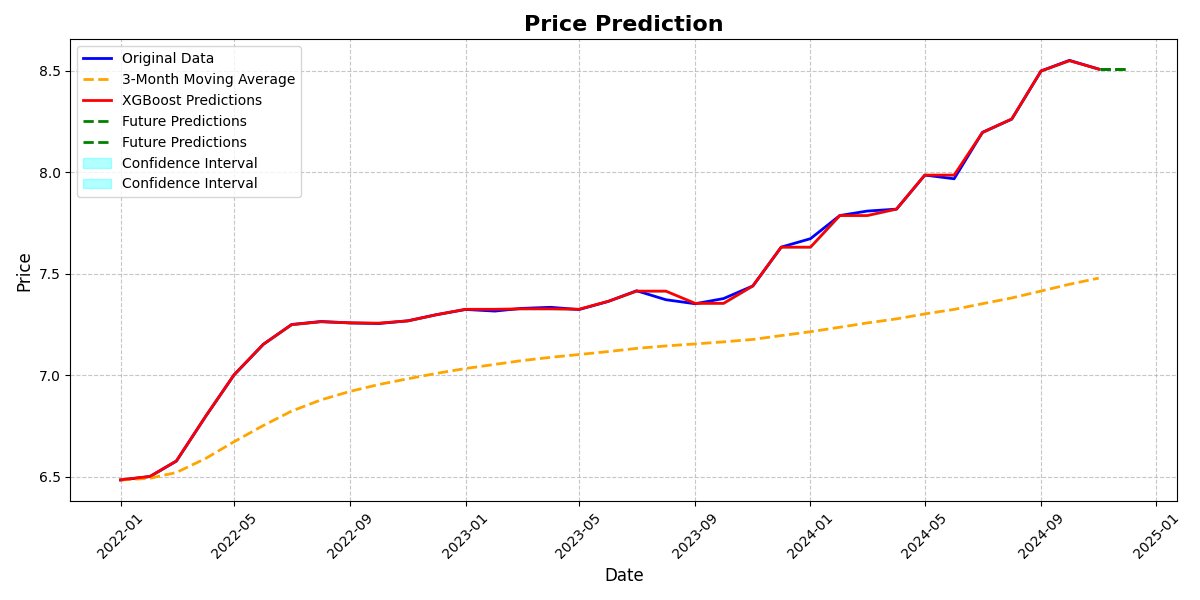 Price Prediction
Original Data
3-Month Moving Average
XGBoost Predictions
Future Predictions
Future Predictions
Confidence Interval
Confidence Interval
8.5
8.0
7.5
7.0
6.5
Price
2022-01
2022-05
2022-09
2023-01
2023-05
2023-09
2024-01
2024-05
2024-09
2025-01
Date